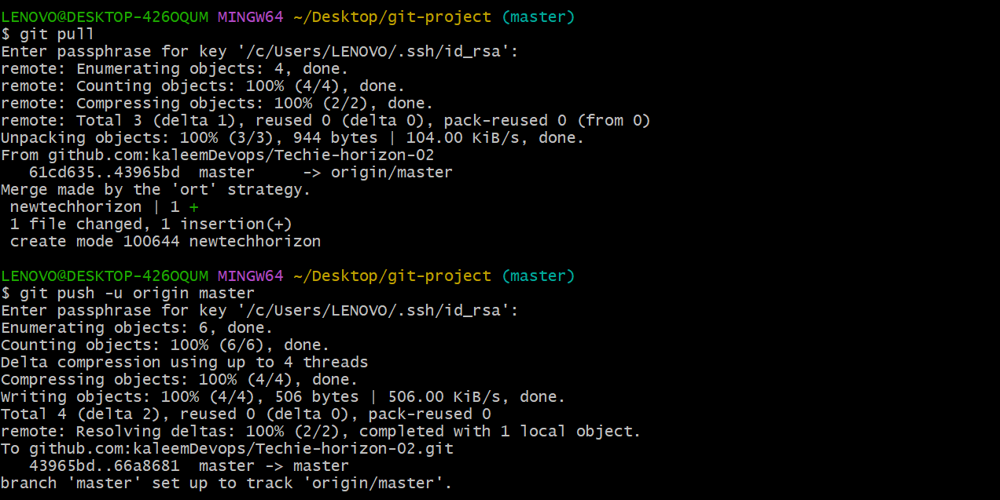 LENOVO@DESKTOP-426OQUM MINGW64 ~/Desktop/git-project (master)
$ git pull
Enter passphrase for key '/c/Users/LENOVO/.ssh/id_rsa':
remote: Enumerating objects: 4, done.
remote: Counting objects: 100% (4/4), done.
remote: Compressing objects: 100% (2/2), done.
remote: Total 3 (delta 1), reused 0 (delta 0), pack-reused 0 (from 0)
Unpacking objects: 100% (3/3), 944 bytes | 104.00 KiB/s, done.
From github.com:kaleemDevops/Techie-horizon-02
   61cd635..43965bd  master     -> origin/master
Merge made by the 'ort' strategy.
 newtechhorizon | 1 +
 1 file changed, 1 insertion(+)
 create mode 100644 newtechhorizon

LENOVO@DESKTOP-426OQUM MINGW64 ~/Desktop/git-project (master)
$ git push -u origin master
Enter passphrase for key '/c/Users/LENOVO/.ssh/id_rsa':
Enumerating objects: 6, done.
Counting objects: 100% (6/6), done.
Delta compression using up to 4 threads
Compressing objects: 100% (4/4), done.
Writing objects: 100% (4/4), 506 bytes | 506.00 KiB/s, done.
Total 4 (delta 2), reused 0 (delta 0), pack-reused 0
remote: Resolving deltas: 100% (2/2), completed with 1 local object.
To github.com:kaleemDevops/Techie-horizon-02.git
   43965bd..66a8681  master -> master
branch 'master' set up to track 'origin/master'.